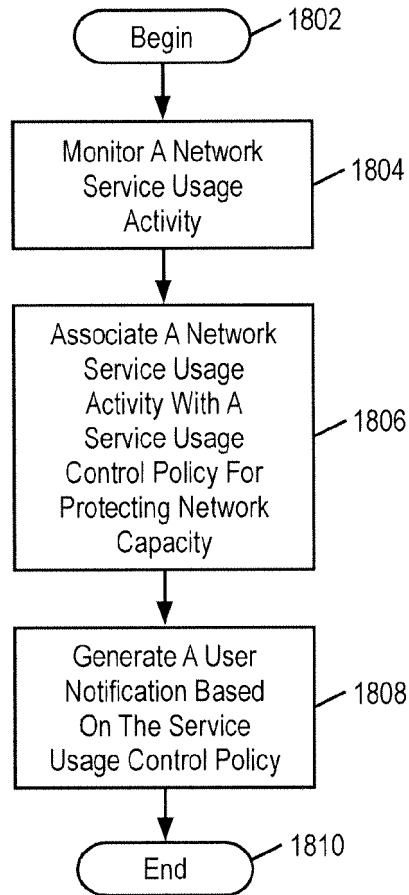 Begin
1802
Monitor A Network
Service Usage
Activity
1804
Associate A Network
Service Usage
Activity With A
Service Usage
Control Policy For
Protecting Network
Capacity
1806
Generate A User
Notification Based
On The Service
Usage Control Policy
1808
End
1810